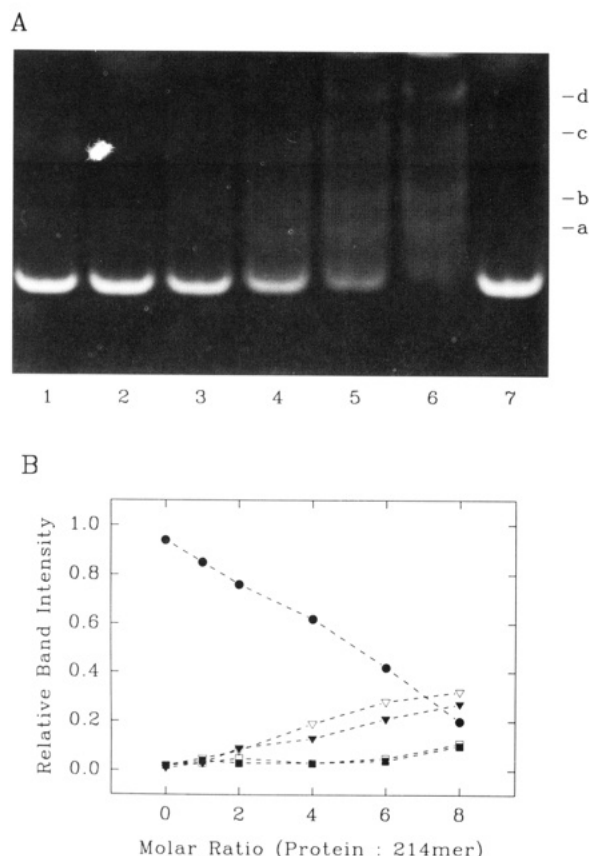 A
-d
-c
-b
-a
1 2 3 4 5 6 7
B
Relative Band Intensity
1.0
0.8
0.6
0.4
0.2
0.0
0 2 4 6 8
Molar Ratio (Protein : 214mer)